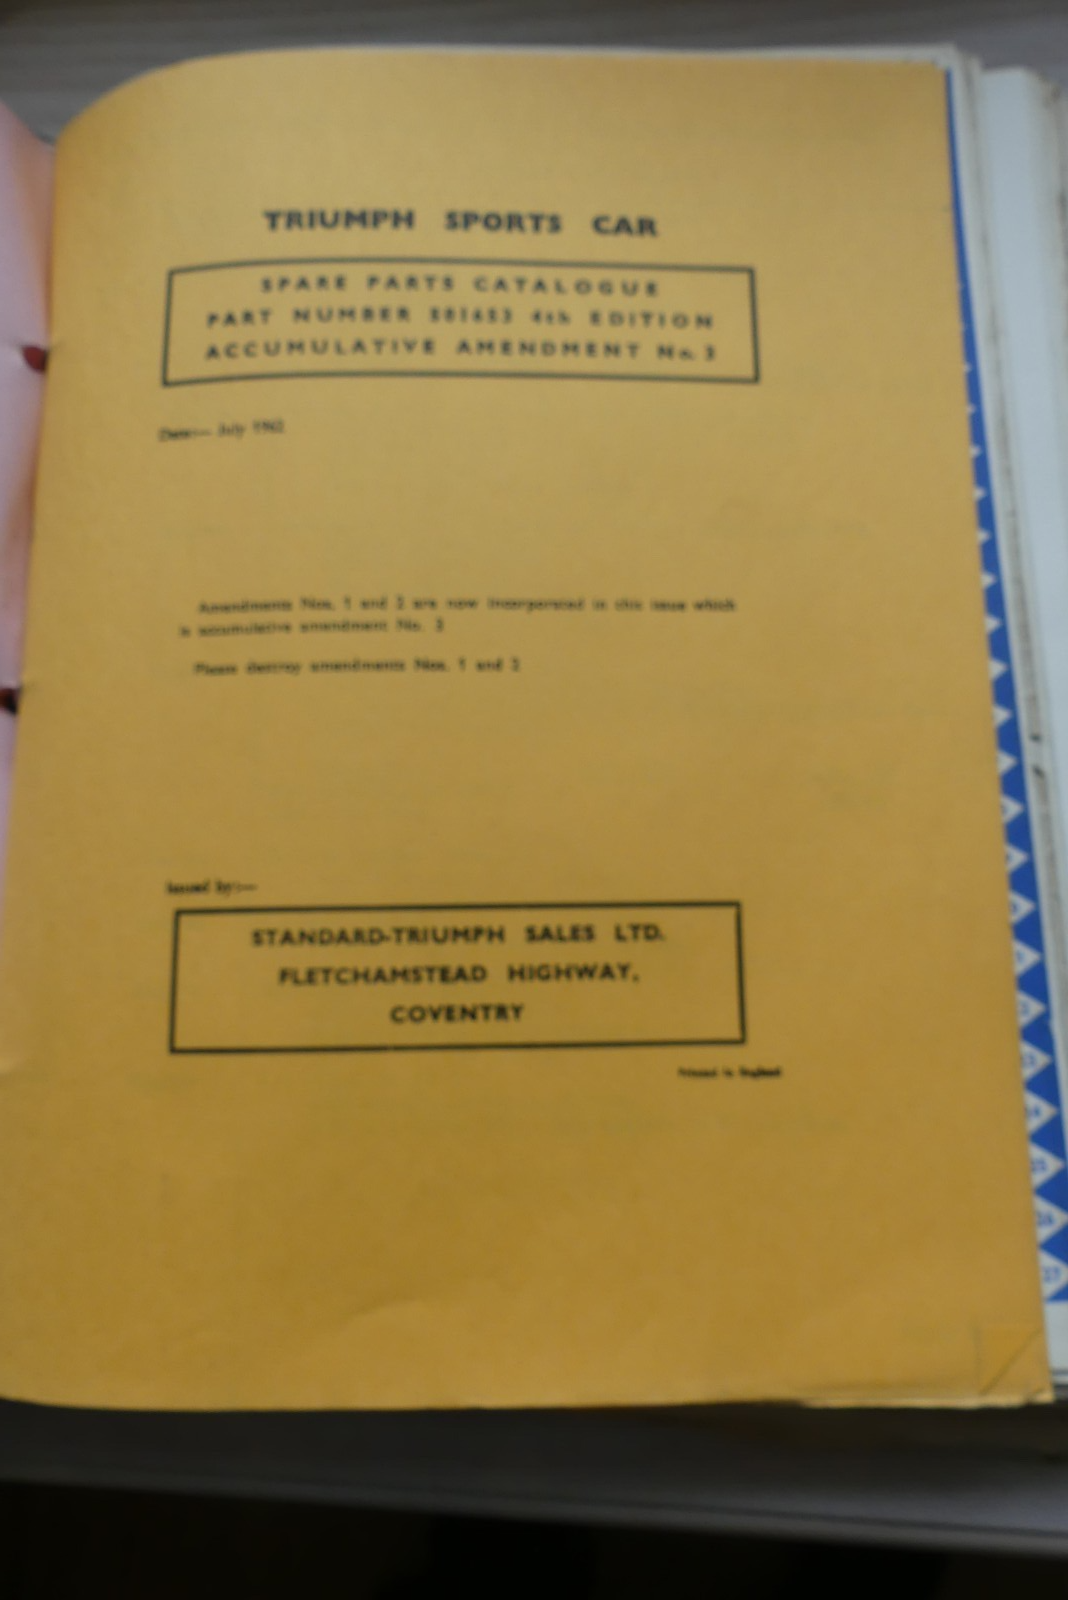 TRIUMPH SPORTS CAR
SPARE PARTS CATALOGUE
PART NUMBER 501653 4th EDITION
ACCUMULATIVE AMENDMENT No. 3
Date:— July 1962
Amendments Nos. 1 and 2 are now incorporated in this issue which
is accumulative amendment No. 3
Please destroy amendments Nos. 1 and 2
Issued by:—
STANDARD-TRIUMPH SALES LTD.
FLETCHAMSTEAD HIGHWAY,
COVENTRY
Printed in England